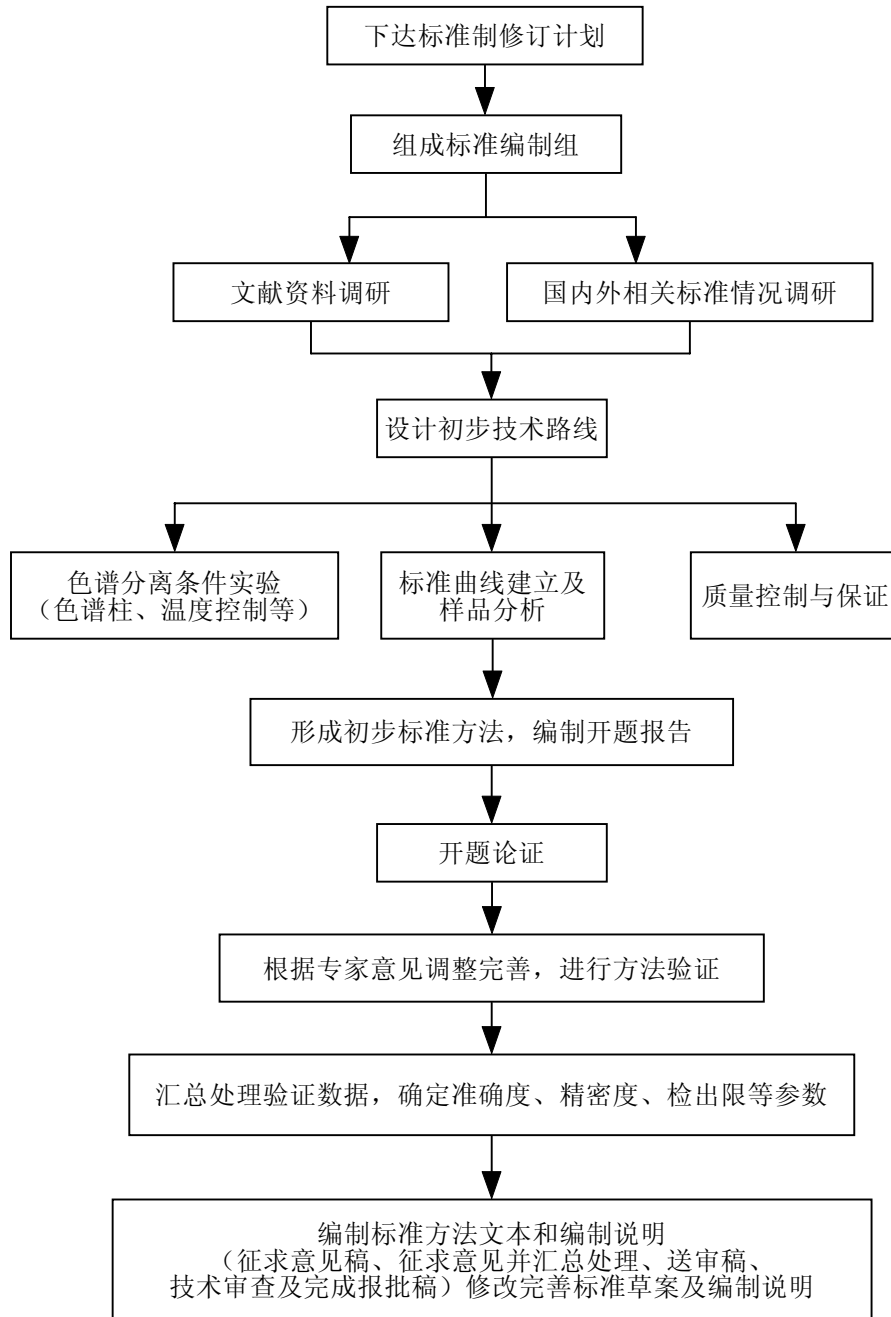 下达标准制修订计划
组成标准编制组
文献资料调研
国内外相关标准情况调研
设计初步技术路线
色谱分离条件实验
（色谱柱、温度控制等）
标准曲线建立及
样品分析
质量控制与保证
形成初步标准方法，编制开题报告
开题论证
根据专家意见调整完善，进行方法验证
汇总处理验证数据，确定准确度、精密度、检出限等参数
编制标准方法文本和编制说明
（征求意见稿、征求意见并汇总处理、送审稿、
技术审查及完成报批稿）修改完善标准草案及编制说明